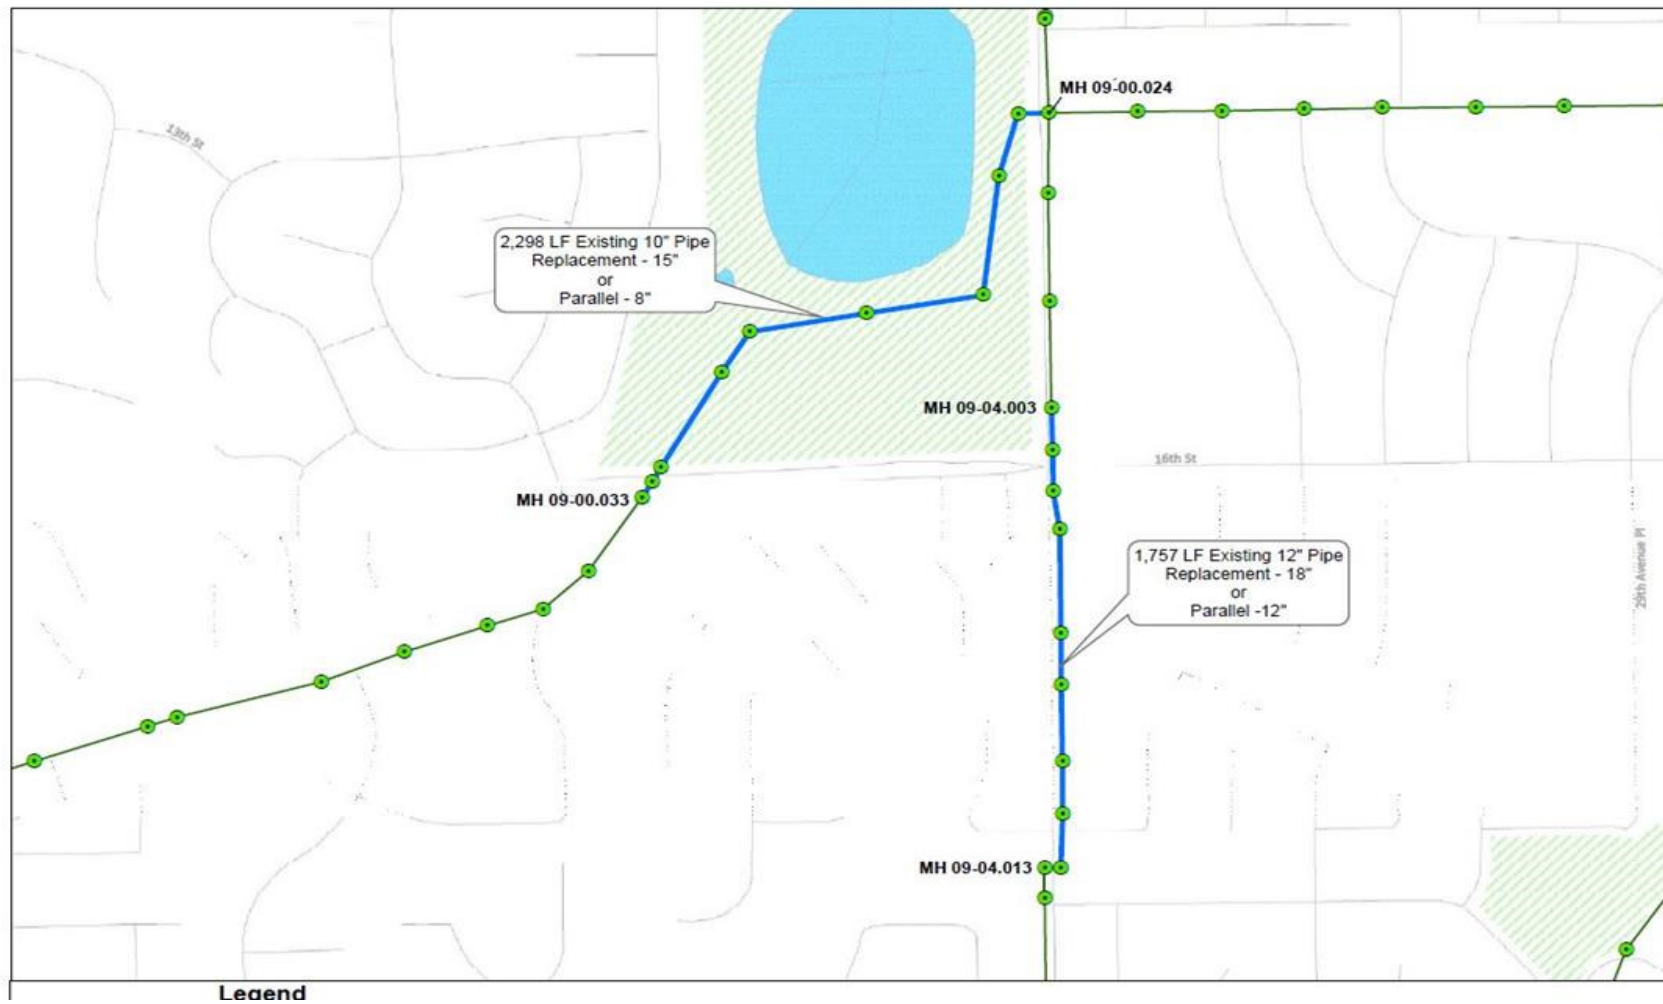 MH 09-00.024
13th St
2,298 LF Existing 10" Pipe
Replacement - 15"
or
Parallel - 8"
MH 09-04.003
16th St
MH 09-00.033
1,757 LF Existing 12" Pipe
Replacement - 18"
or
Parallel -12"
29th Avenue Pl
MH 09-04.013
Legend